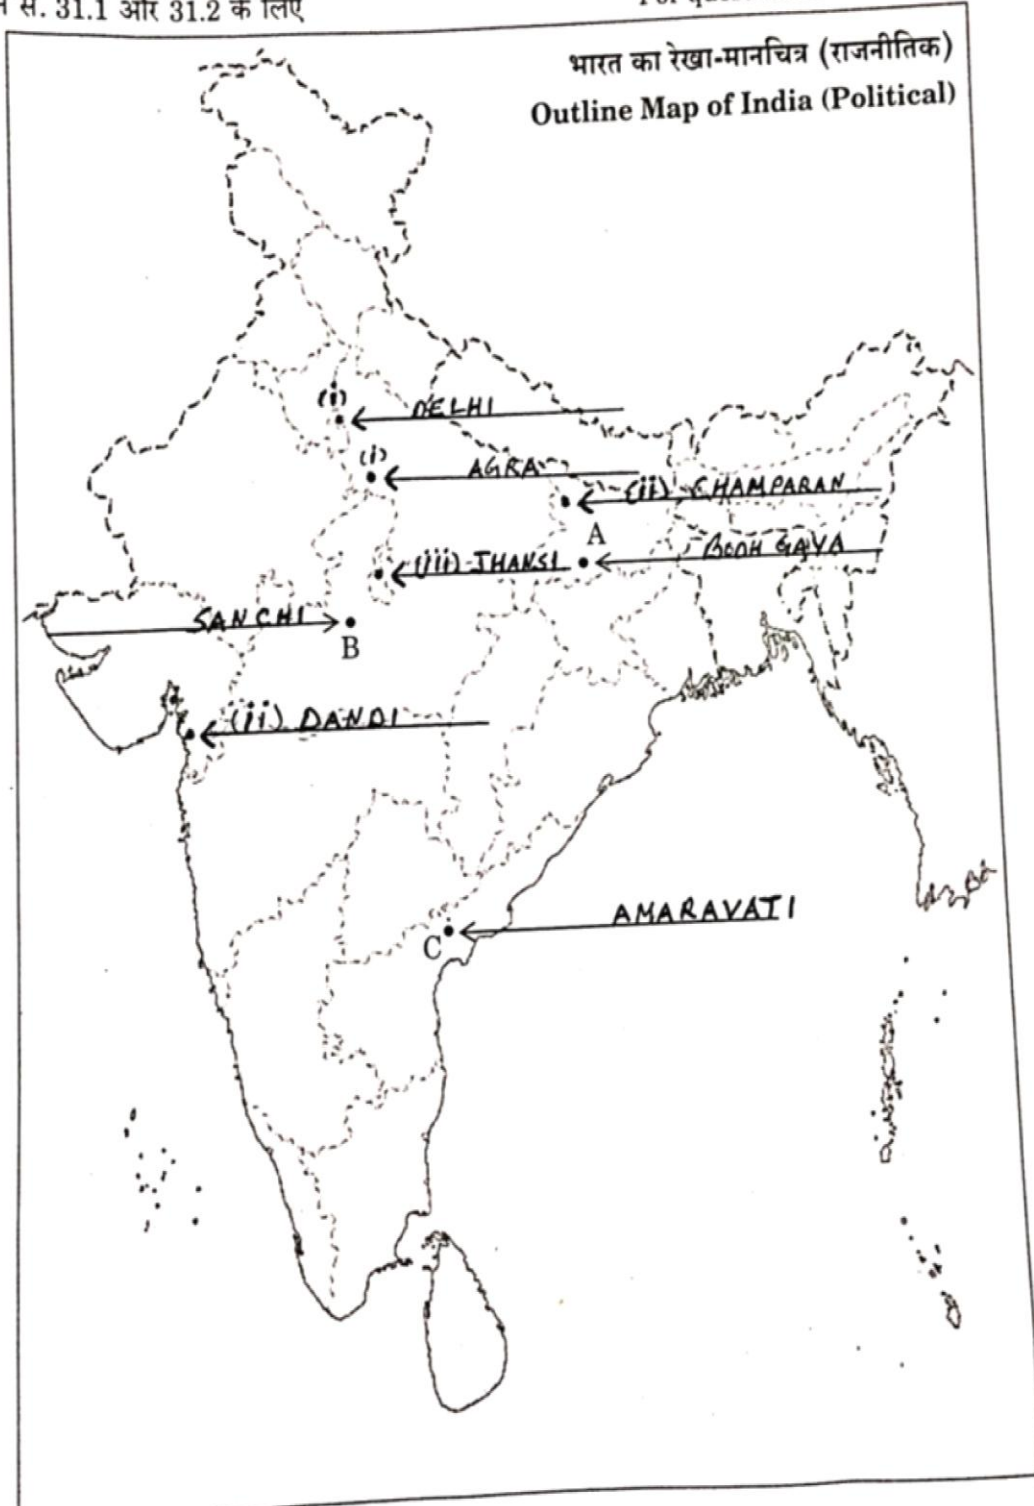 स. 31.1 और 31.2 के लिए
भारत का रेखा-मानचित्र (राजनीतिक)
Outline Map of India (Political)
(i)
DELHI
(i)
AGRA
(ii) CHAMPARAN
A
BODH GAYA
(iii) JHANSI
SANCHI
B
(ii) DANDI
AMARAVATI
C